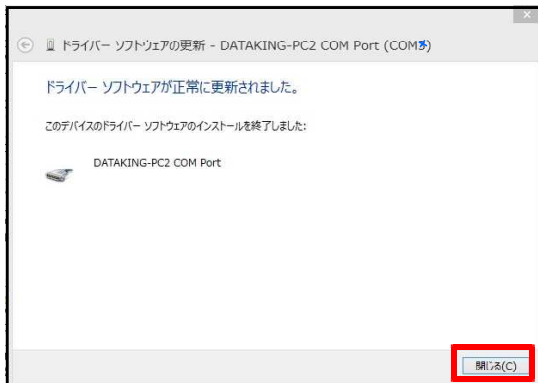 ドライバー ソフトウェアの更新 - DATAKING-PC2 COM Port (COM3)
ドライバー ソフトウェアが正常に更新されました。
このデバイスのドライバー ソフトウェアのインストールを終了しました:
DATAKING-PC2 COM Port
閉じる(C)